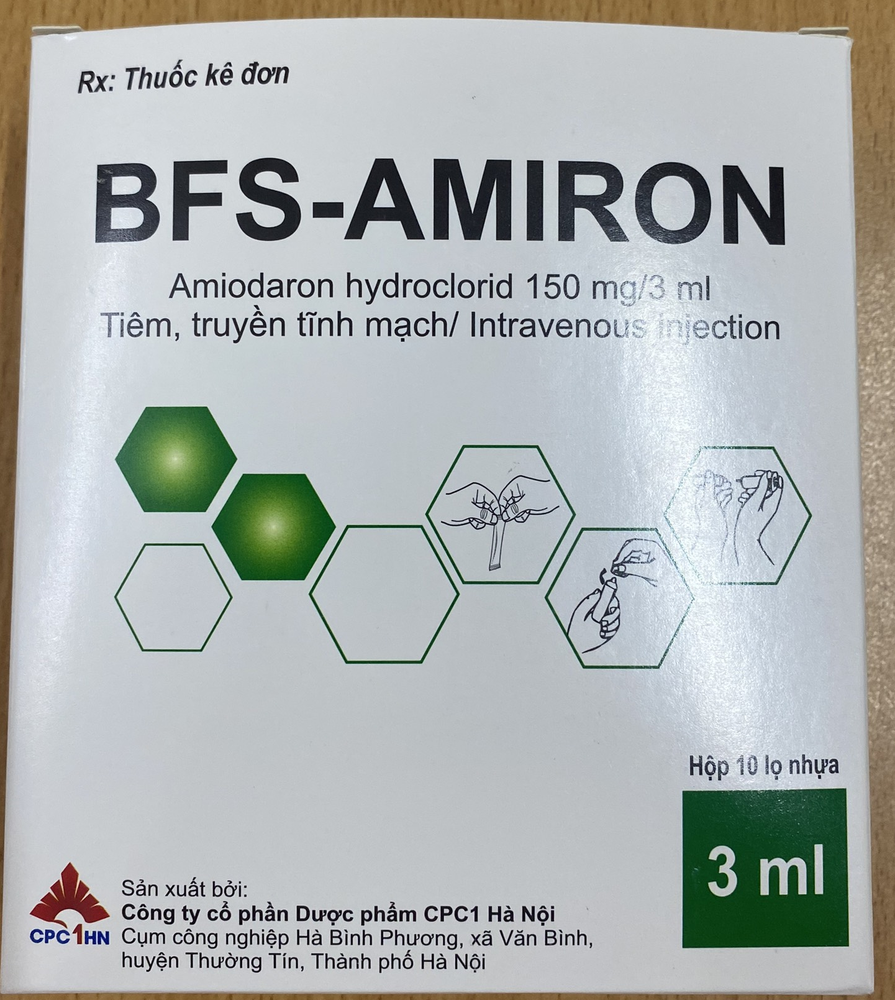 Rx: Thuốc kê đơn
BFS-AMIRON
Amiodaron hydroclorid 150 mg/3 ml
Tiêm, truyền tĩnh mạch/ Intravenous injection
Hộp 10 lọ nhựa
3 ml
Sản xuất bởi:
Công ty cổ phần Dược phẩm CPC1 Hà Nội
Cụm công nghiệp Hà Bình Phương, xã Văn Bình,
huyện Thường Tín, Thành phố Hà Nội
CPC1HN